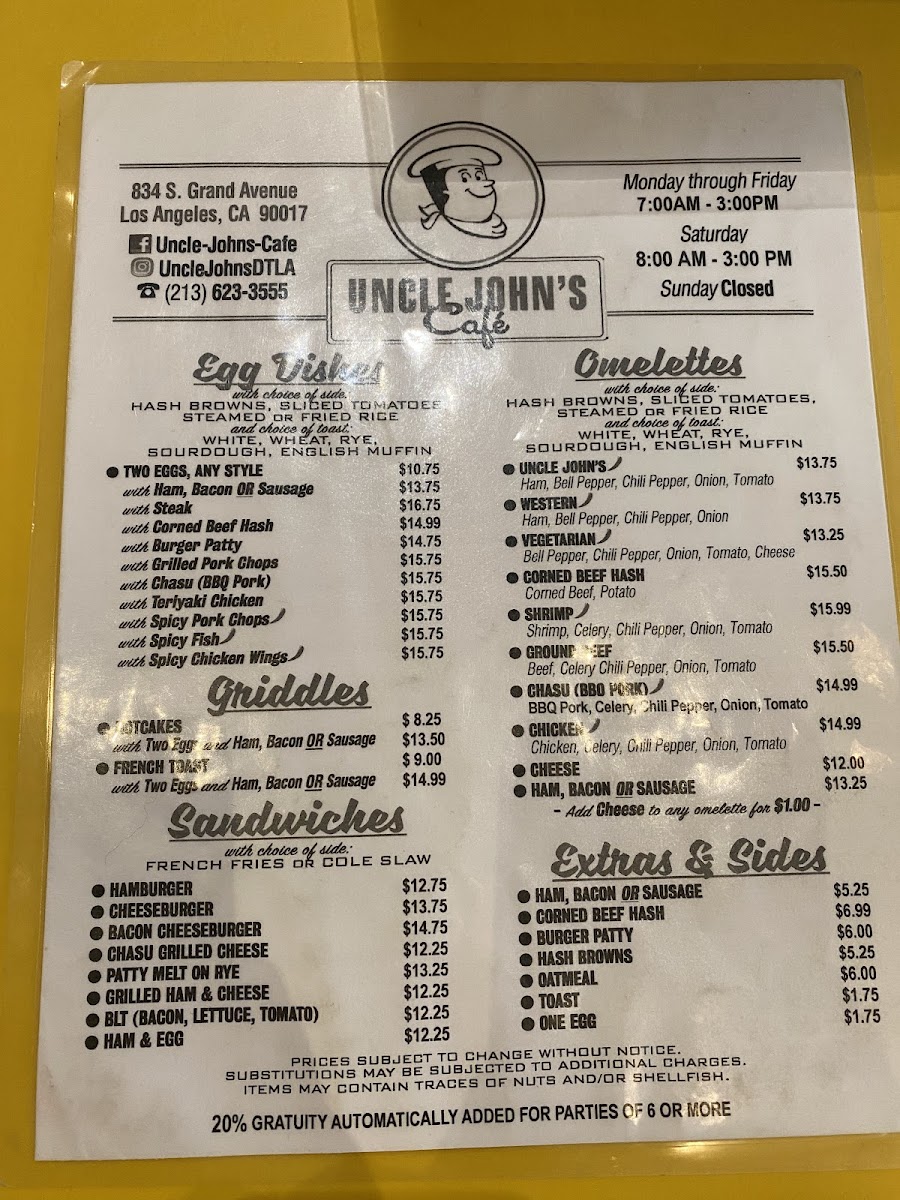 834 S. Grand Avenue
Los Angeles, CA 90017
Uncle-Johns-Cafe
UncleJohnsDTLA
(213) 623-3555
UNCLE JOHN'S
Café
Monday through Friday
7:00AM - 3:00PM
Saturday
8:00 AM - 3:00 PM
Sunday Closed
Egg Dishes
with choice of side:
HASH BROWNS, SLICED TOMATOES
STEAMED OR FRIED RICE
and choice of toast:
WHITE, WHEAT, RYE,
SOURDOUGH, ENGLISH MUFFIN
TWO EGGS, ANY STYLE $10.75
with Ham, Bacon OR Sausage $13.75
with Steak $16.75
with Corned Beef Hash $14.99
with Burger Patty $14.75
with Grilled Pork Chops $15.75
with Chasu (BBQ Pork) $15.75
with Teriyaki Chicken $15.75
with Spicy Pork Chops $15.75
with Spicy Fish $15.75
with Spicy Chicken Wings $15.75
Griddles
HOTCAKES $ 8.25
with Two Eggs and Ham, Bacon OR Sausage $13.50
FRENCH TOAST $ 9.00
with Two Eggs and Ham, Bacon OR Sausage $14.99
Sandwiches
with choice of side:
FRENCH FRIES OR COLE SLAW
HAMBURGER $12.75
CHEESEBURGER $13.75
BACON CHEESEBURGER $14.75
CHASU GRILLED CHEESE $12.25
PATTY MELT ON RYE $13.25
GRILLED HAM & CHEESE $12.25
BLT (BACON, LETTUCE, TOMATO) $12.25
HAM & EGG $12.25
Omelettes
with choice of side:
HASH BROWNS, SLICED TOMATOES,
STEAMED OR FRIED RICE
and choice of toast:
WHITE, WHEAT, RYE,
SOURDOUGH, ENGLISH MUFFIN
UNCLE JOHN'S $13.75
Ham, Bell Pepper, Chili Pepper, Onion, Tomato
WESTERN $13.75
Ham, Bell Pepper, Chili Pepper, Onion
VEGETARIAN $13.25
Bell Pepper, Chili Pepper, Onion, Tomato, Cheese
CORNED BEEF HASH $15.50
Corned Beef, Potato
SHRIMP $15.99
Shrimp, Celery, Chili Pepper, Onion, Tomato
GROUND BEEF $15.50
Beef, Celery Chili Pepper, Onion, Tomato
CHASU (BBQ PORK) $14.99
BBQ Pork, Celery, Chili Pepper, Onion, Tomato
CHICKEN $14.99
Chicken, Celery, Chili Pepper, Onion, Tomato
CHEESE $12.00
HAM, BACON OR SAUSAGE $13.25
- Add Cheese to any omelette for $1.00 -
Extras & Sides
HAM, BACON OR SAUSAGE $5.25
CORNED BEEF HASH $6.99
BURGER PATTY $6.00
HASH BROWNS $5.25
OATMEAL $6.00
TOAST $1.75
ONE EGG $1.75
PRICES SUBJECT TO CHANGE WITHOUT NOTICE.
SUBSTITUTIONS MAY BE SUBJECTED TO ADDITIONAL CHARGES.
ITEMS MAY CONTAIN TRACES OF NUTS AND/OR SHELLFISH.
20% GRATUITY AUTOMATICALLY ADDED FOR PARTIES OF 6 OR MORE